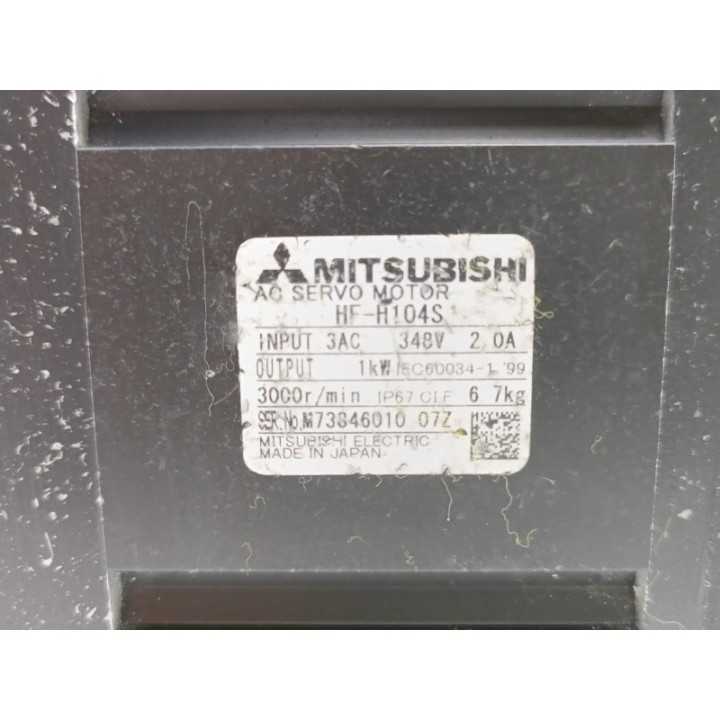 MITSUBISHI
AC SERVO MOTOR
HF-H104S
INPUT 3AC 348V 2.0A
OUTPUT 1kW IEC60034-1 '99
3000r/min IP67 Cl.F 6.7kg
SER.No.M73846010 07Z
MITSUBISHI ELECTRIC
MADE IN JAPAN